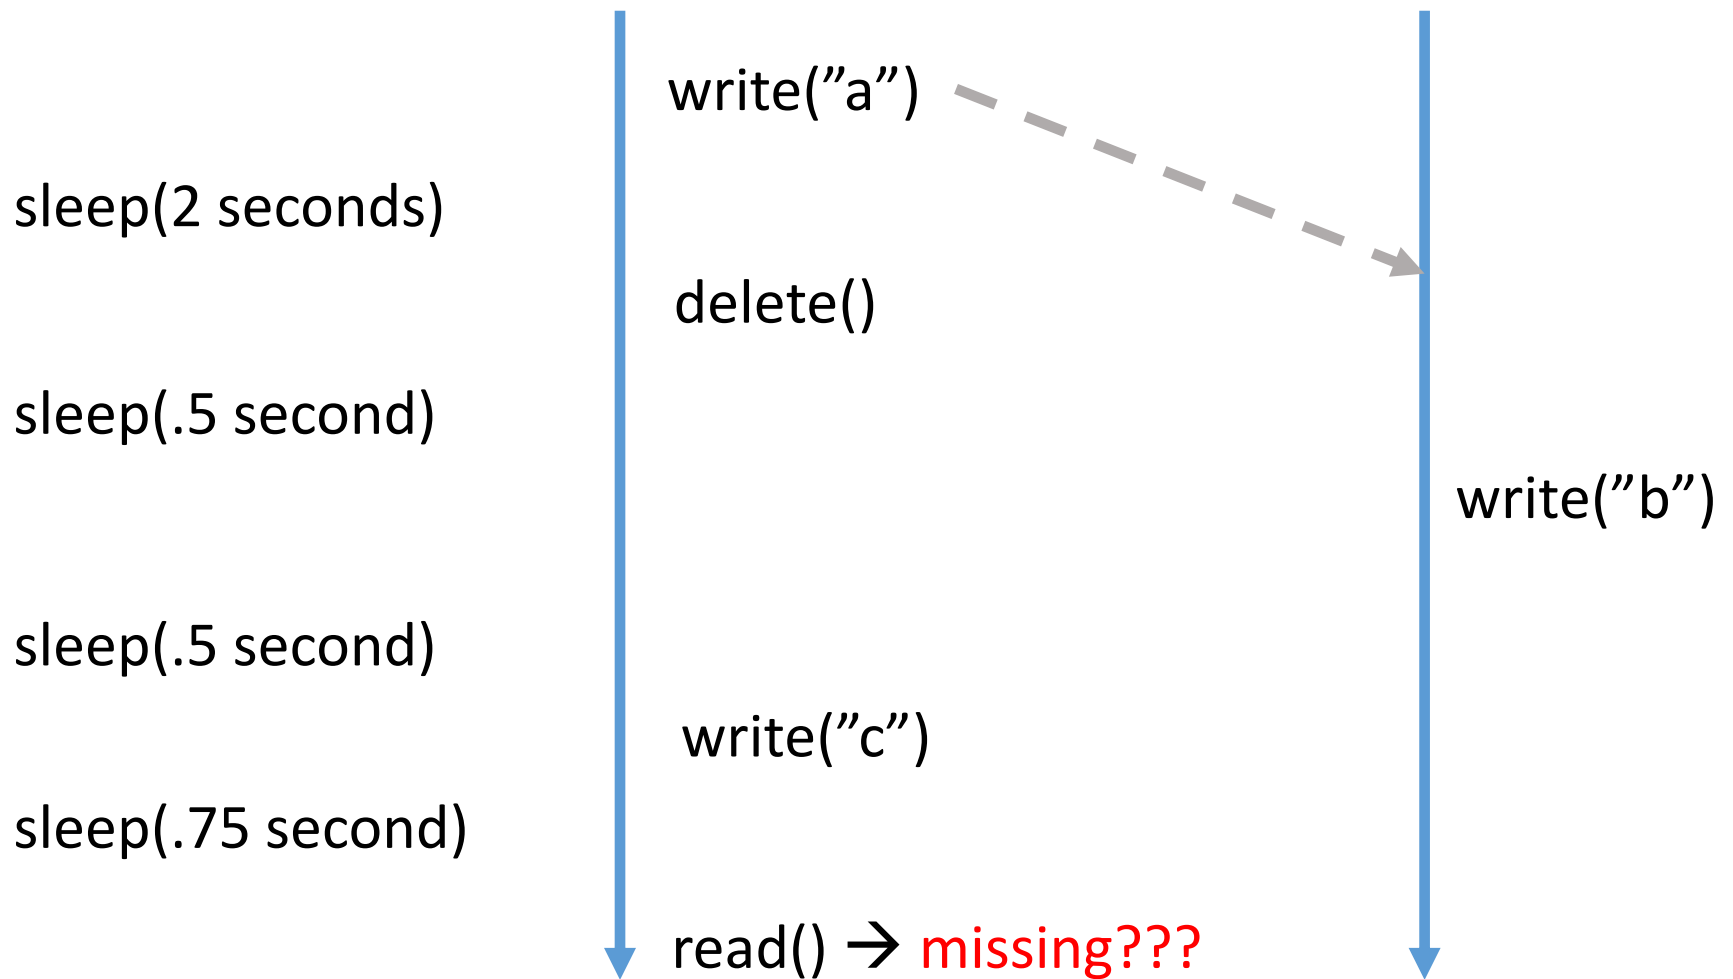 write(”a”)
sleep(2 seconds)
delete()
sleep(.5 second)
write(”b”)
sleep(.5 second)
write(”c”)
sleep(.75 second)
read() → missing???